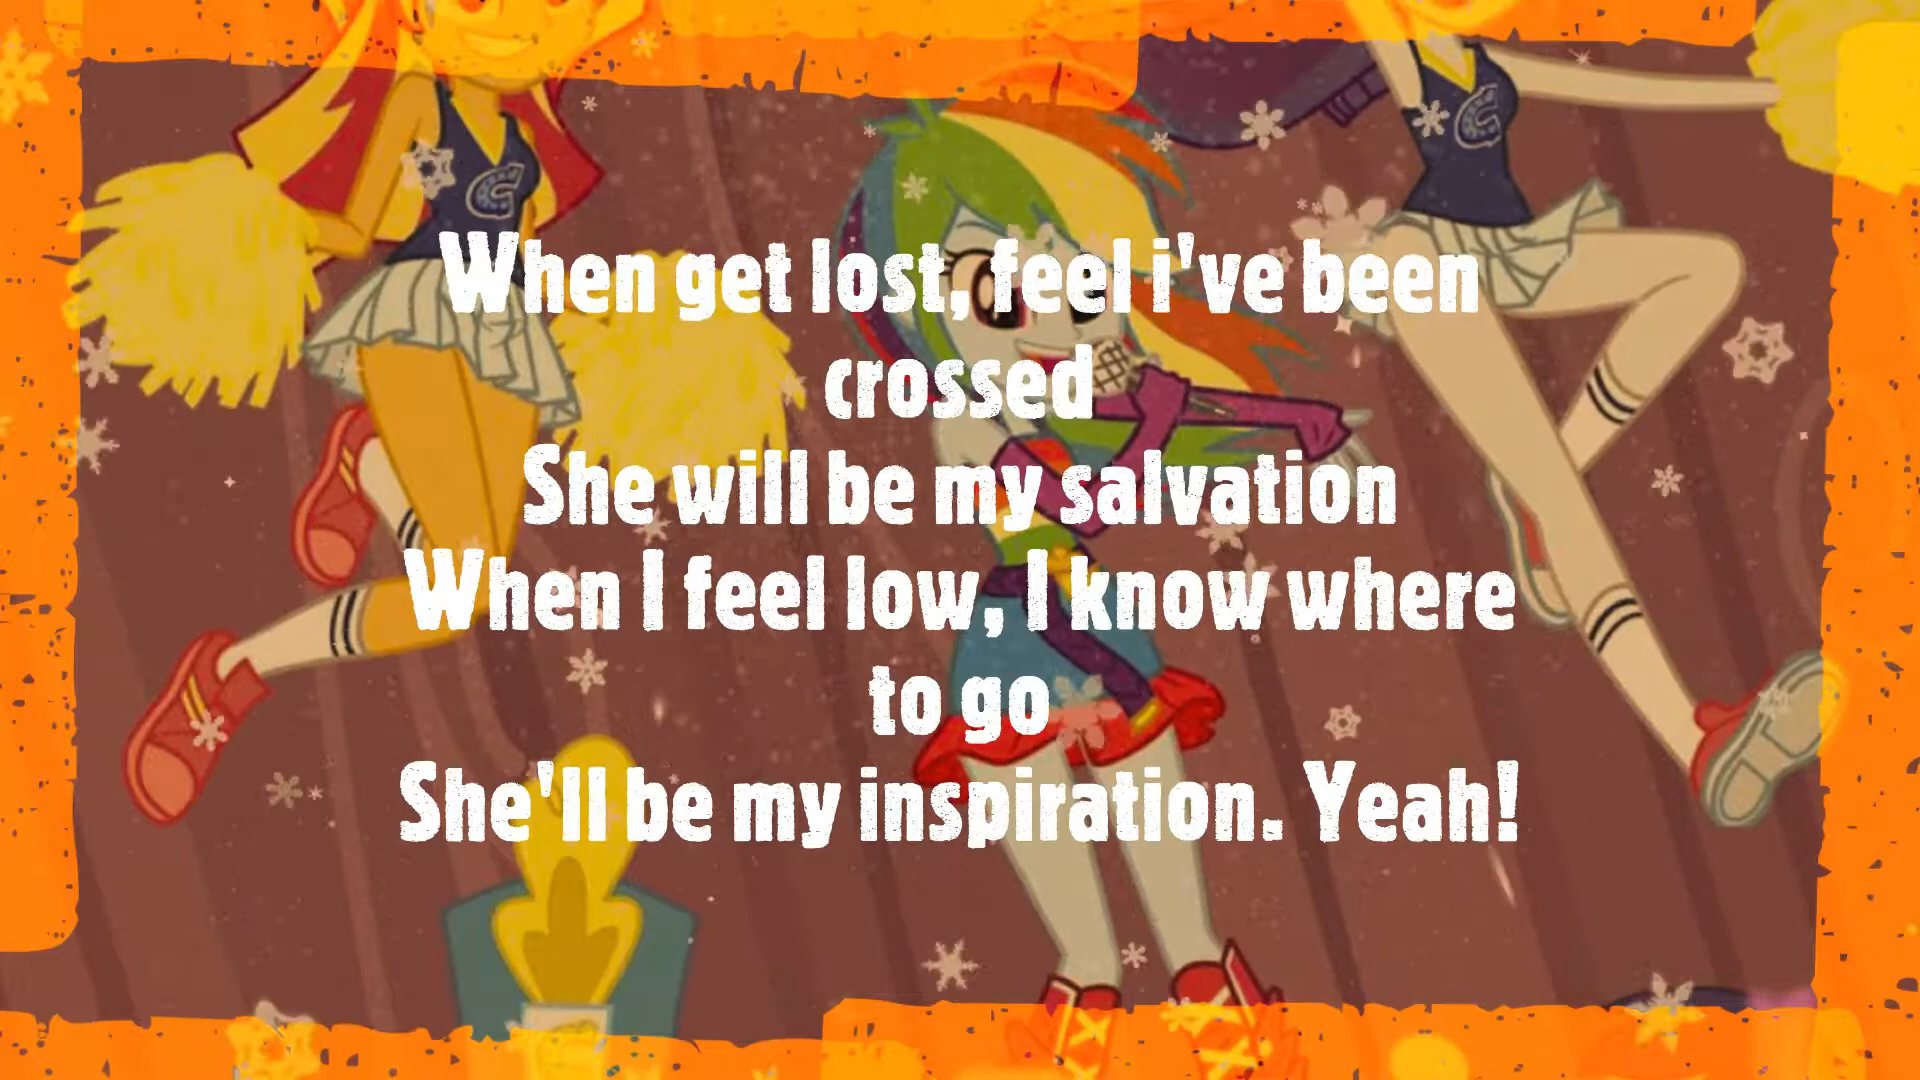 When get lost, feel i've been
crossed
She will be my salvation
When I feel low, I know where
to go
She'll be my inspiration. Yeah!